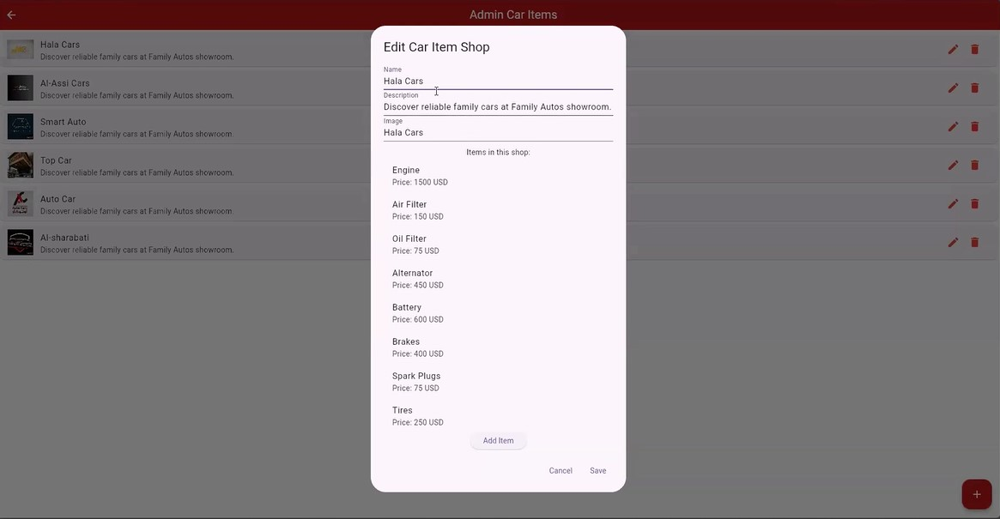 Admin Car Items
Hala Cars
Discover reliable family cars at Family Autos showroom.
Al-Assi Cars
Discover reliable family cars at Family Autos showroom.
Smart Auto
Discover reliable family cars at Family Autos showroom.
Top Car
Discover reliable family cars at Family Autos showroom.
Auto Car
Discover reliable family cars at Family Autos showroom.
Al-sharabati
Discover reliable family cars at Family Autos showroom.
Edit Car Item Shop
Name
Hala Cars
Description
Discover reliable family cars at Family Autos showroom.
Image
Hala Cars
Items in this shop:
Engine
Price: 1500 USD
Air Filter
Price: 150 USD
Oil Filter
Price: 75 USD
Alternator
Price: 450 USD
Battery
Price: 600 USD
Brakes
Price: 400 USD
Spark Plugs
Price: 75 USD
Tires
Price: 250 USD
Add Item
Cancel
Save